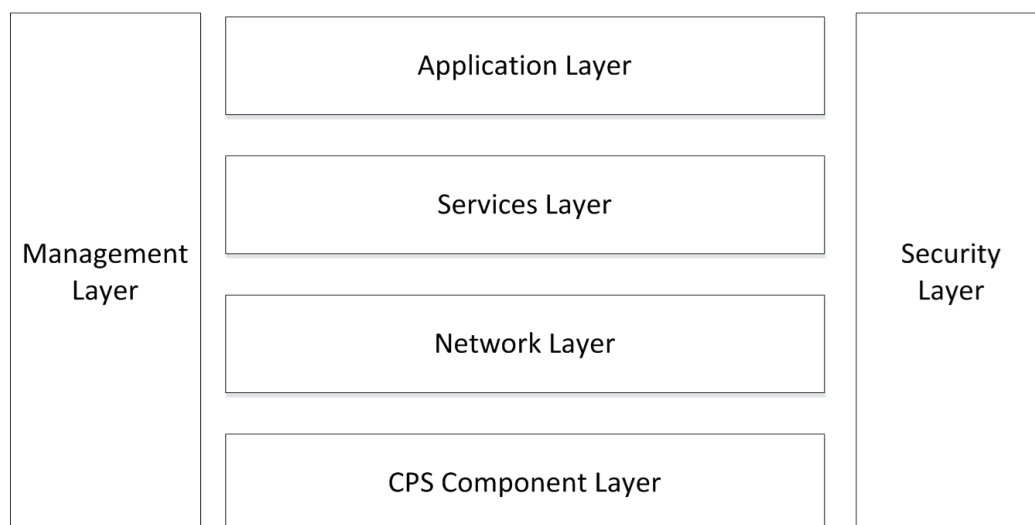 Management
Layer
Application Layer
Services Layer
Network Layer
CPS Component Layer
Security
Layer